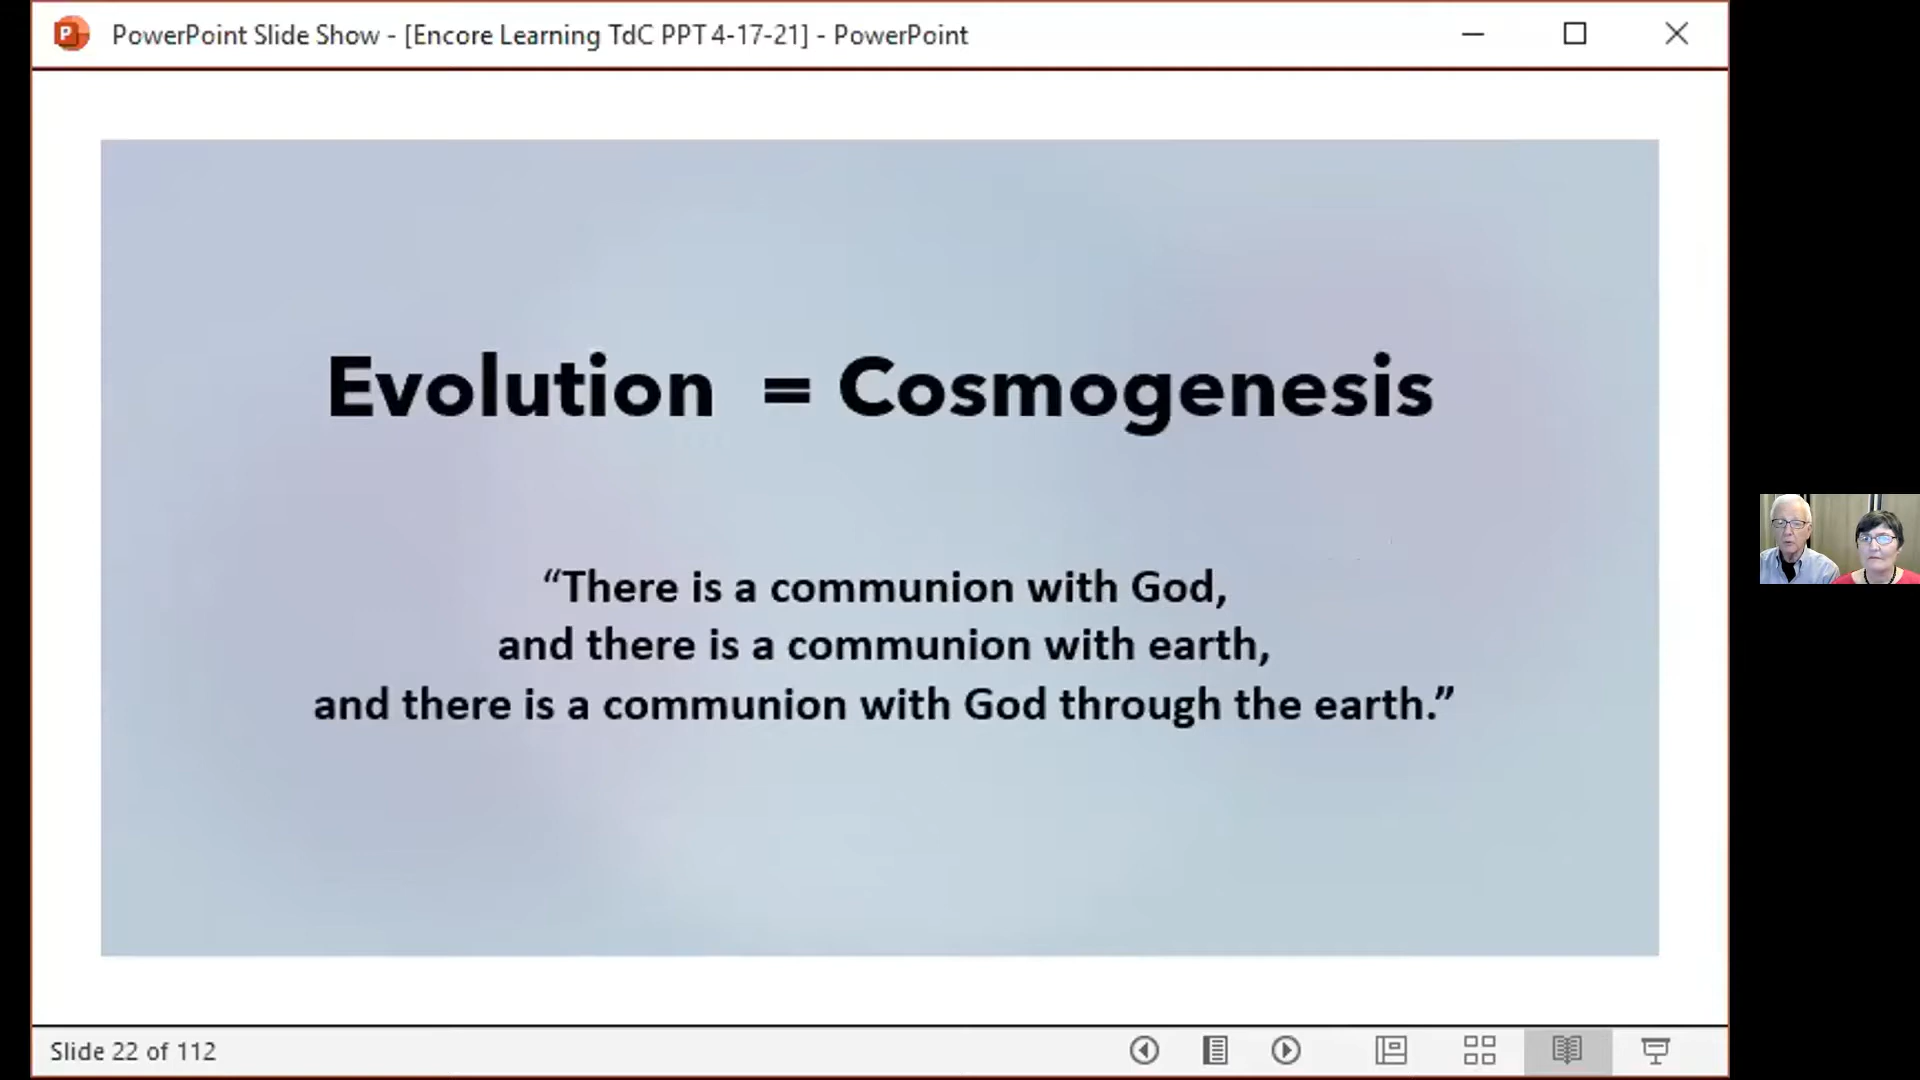 PowerPoint Slide Show - [Encore Learning TdC PPT 4-17-21] - PowerPoint
Evolution = Cosmogenesis
“There is a communion with God,
and there is a communion with earth,
and there is a communion with God through the earth.”
Slide 22 of 112